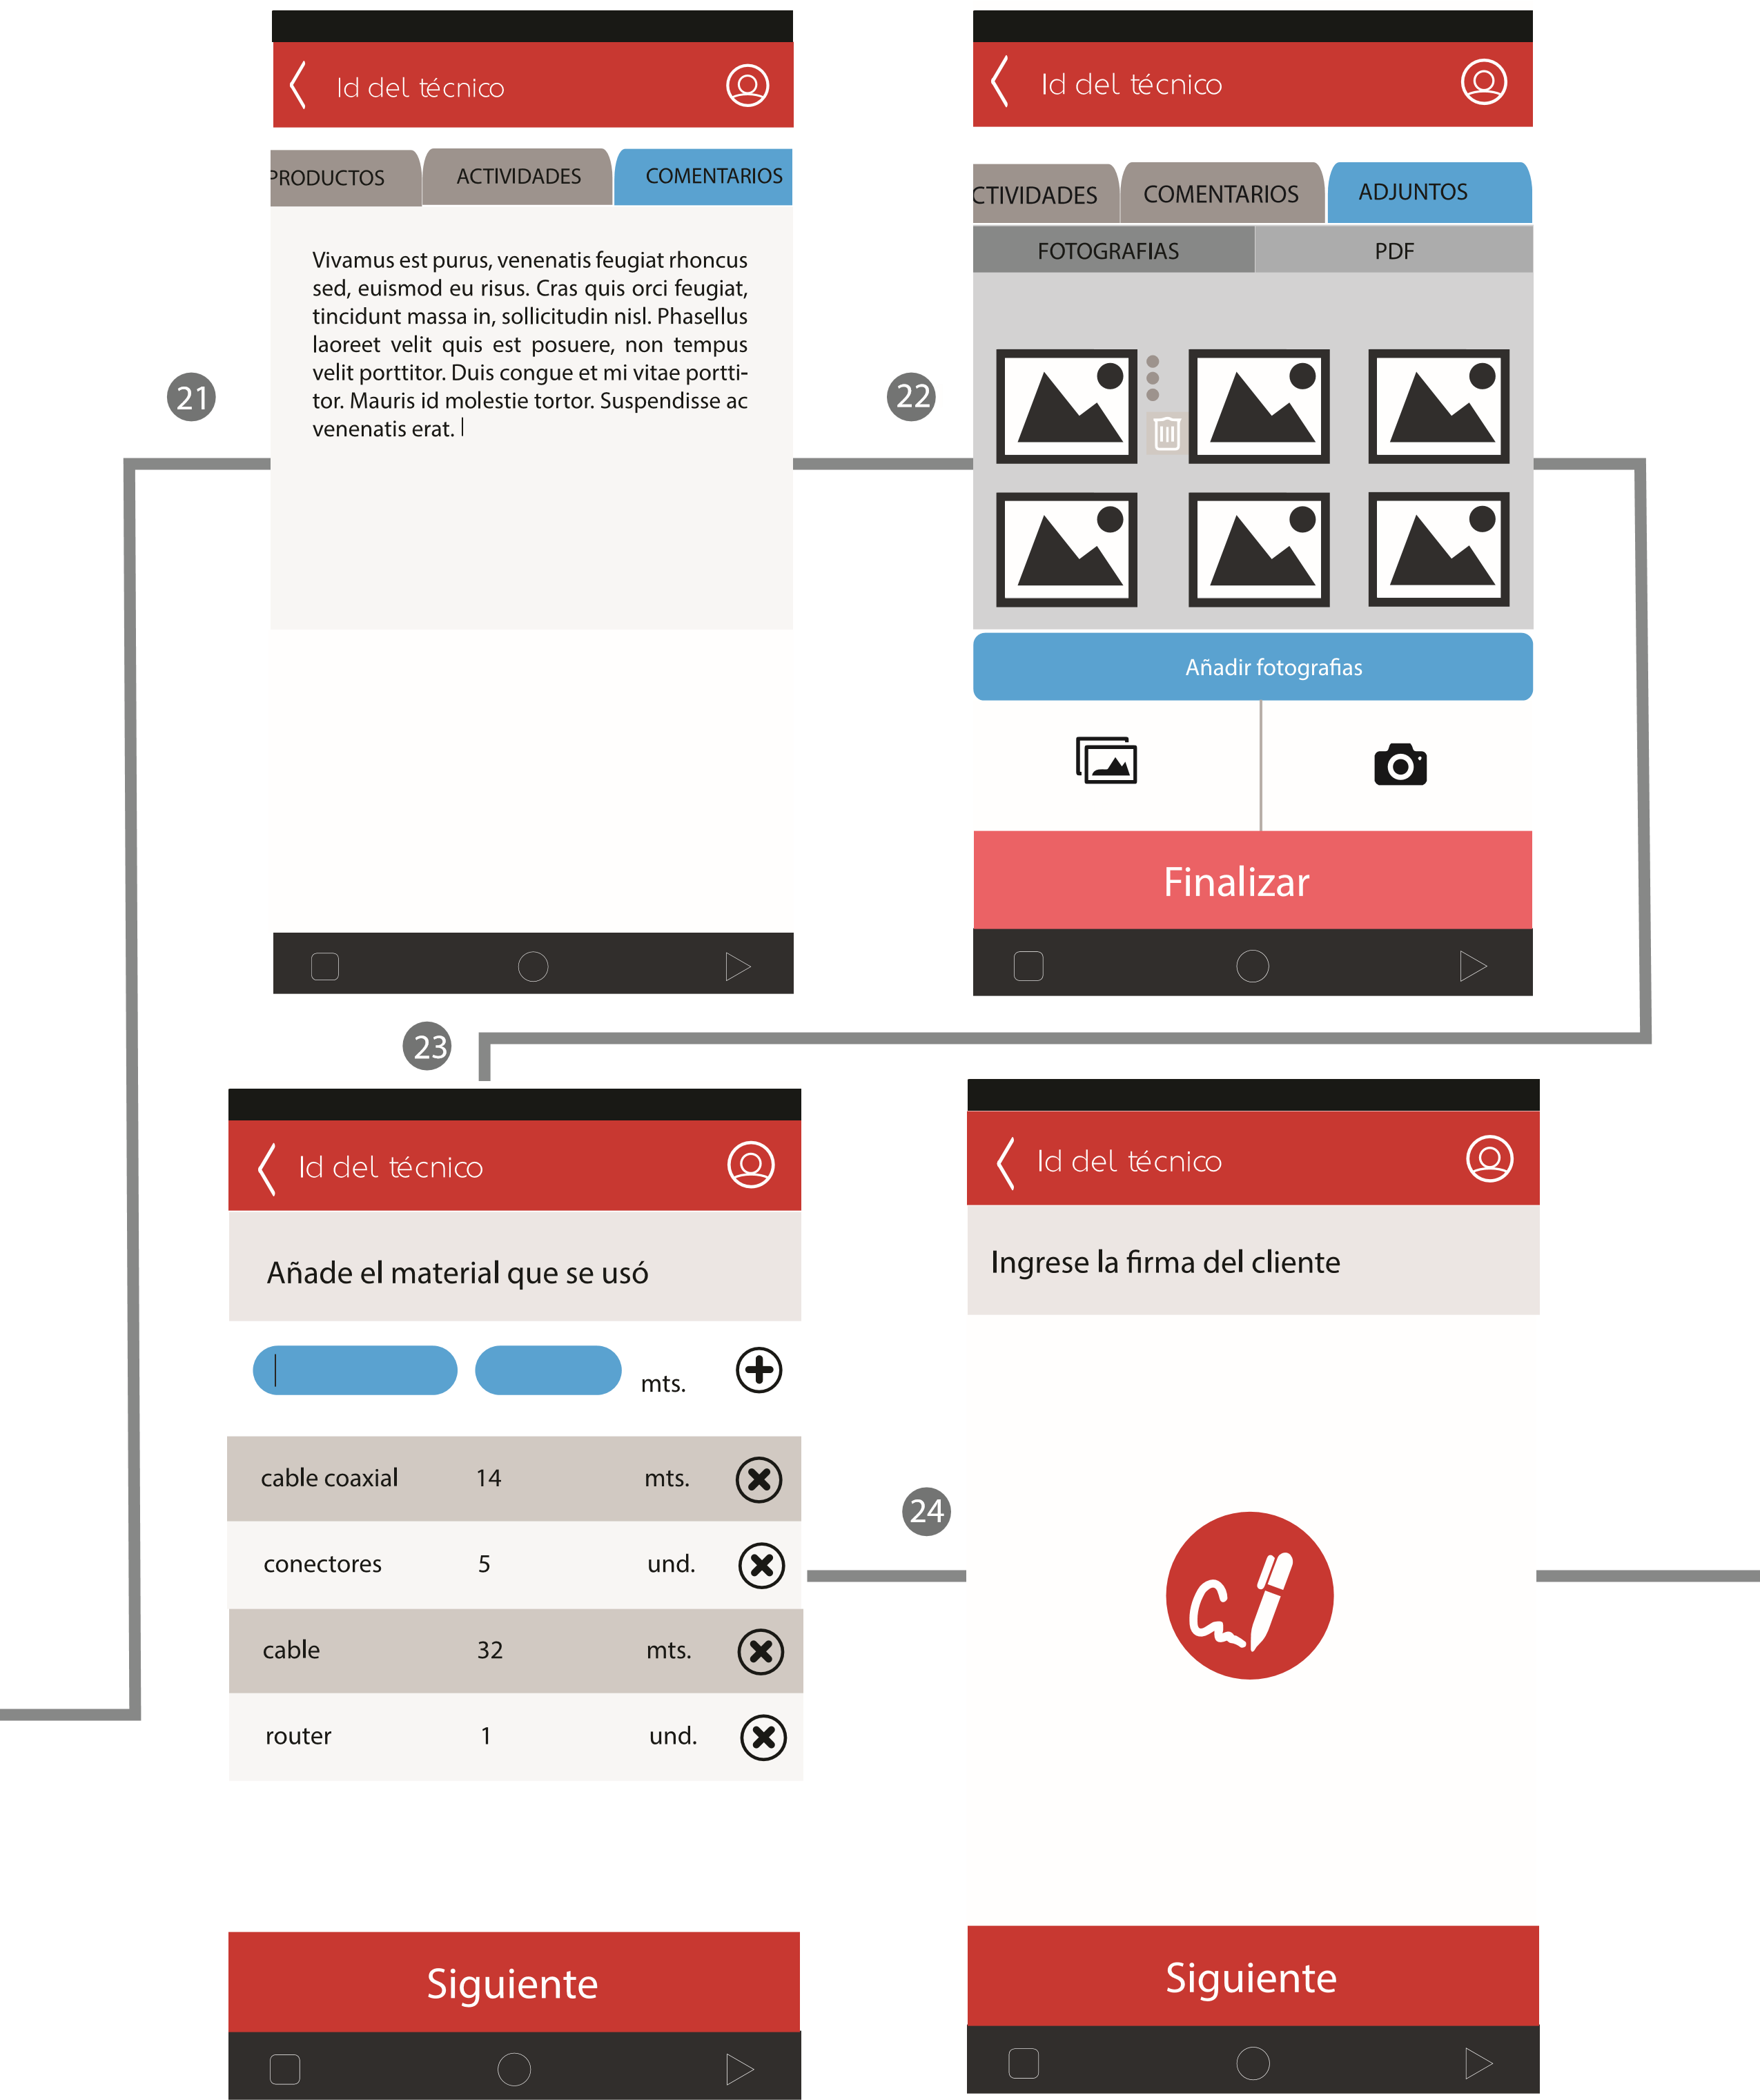 Id del técnico
PRODUCTOS
ACTIVIDADES
COMENTARIOS
Vivamus est purus, venenatis feugiat rhoncus
sed, euismod eu risus. Cras quis orci feugiat,
tincidunt massa in, sollicitudin nisl. Phasellus
laoreet velit quis est posuere, non tempus
velit porttitor. Duis congue et mi vitae portti-
tor. Mauris id molestie tortor. Suspendisse ac
venenatis erat.
21
Id del técnico
CTIVIDADES
COMENTARIOS
ADJUNTOS
FOTOGRAFIAS
PDF
22
Añadir fotografias
Finalizar
23
Id del técnico
Añade el material que se usó
mts.
cable coaxial 14 mts.
conectores 5 und.
cable 32 mts.
router 1 und.
Siguiente
24
Id del técnico
Ingrese la firma del cliente
Siguiente